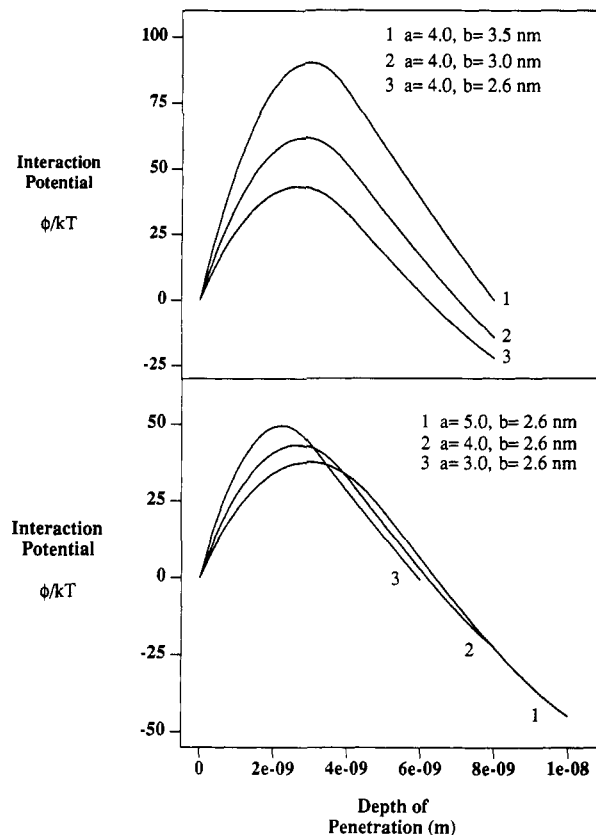 100
75
50
25
0
-25
Interaction
Potential
ϕ/kT
1 a= 4.0, b= 3.5 nm
2 a= 4.0, b= 3.0 nm
3 a= 4.0, b= 2.6 nm
1
2
3
50
25
0
-25
-50
Interaction
Potential
ϕ/kT
1 a= 5.0, b= 2.6 nm
2 a= 4.0, b= 2.6 nm
3 a= 3.0, b= 2.6 nm
3
2
1
0 2e-09 4e-09 6e-09 8e-09 1e-08
Depth of
Penetration (m)